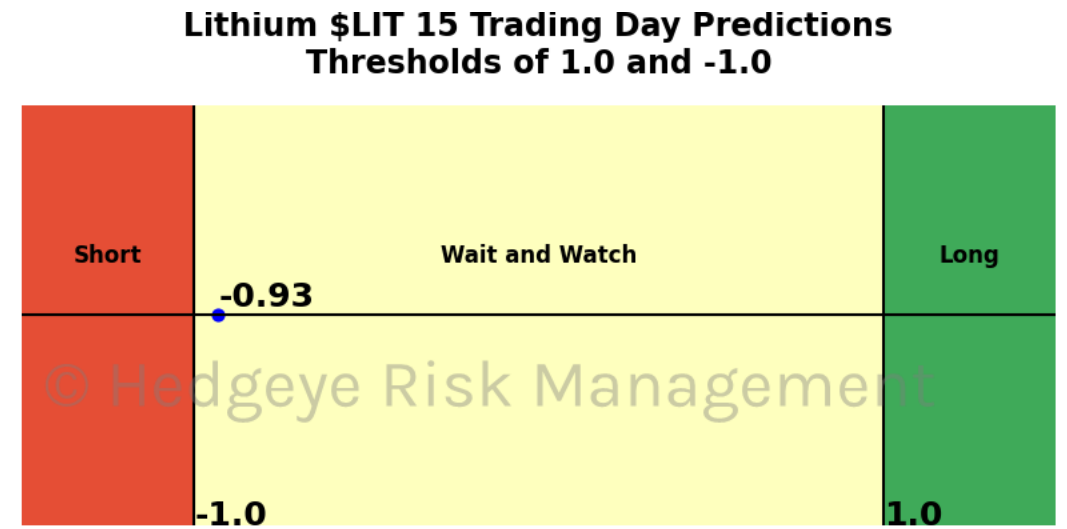 Lithium $LIT 15 Trading Day Predictions
Thresholds of 1.0 and -1.0
Short
Wait and Watch
Long
-0.93
© Hedgeye Risk Management
-1.0
1.0